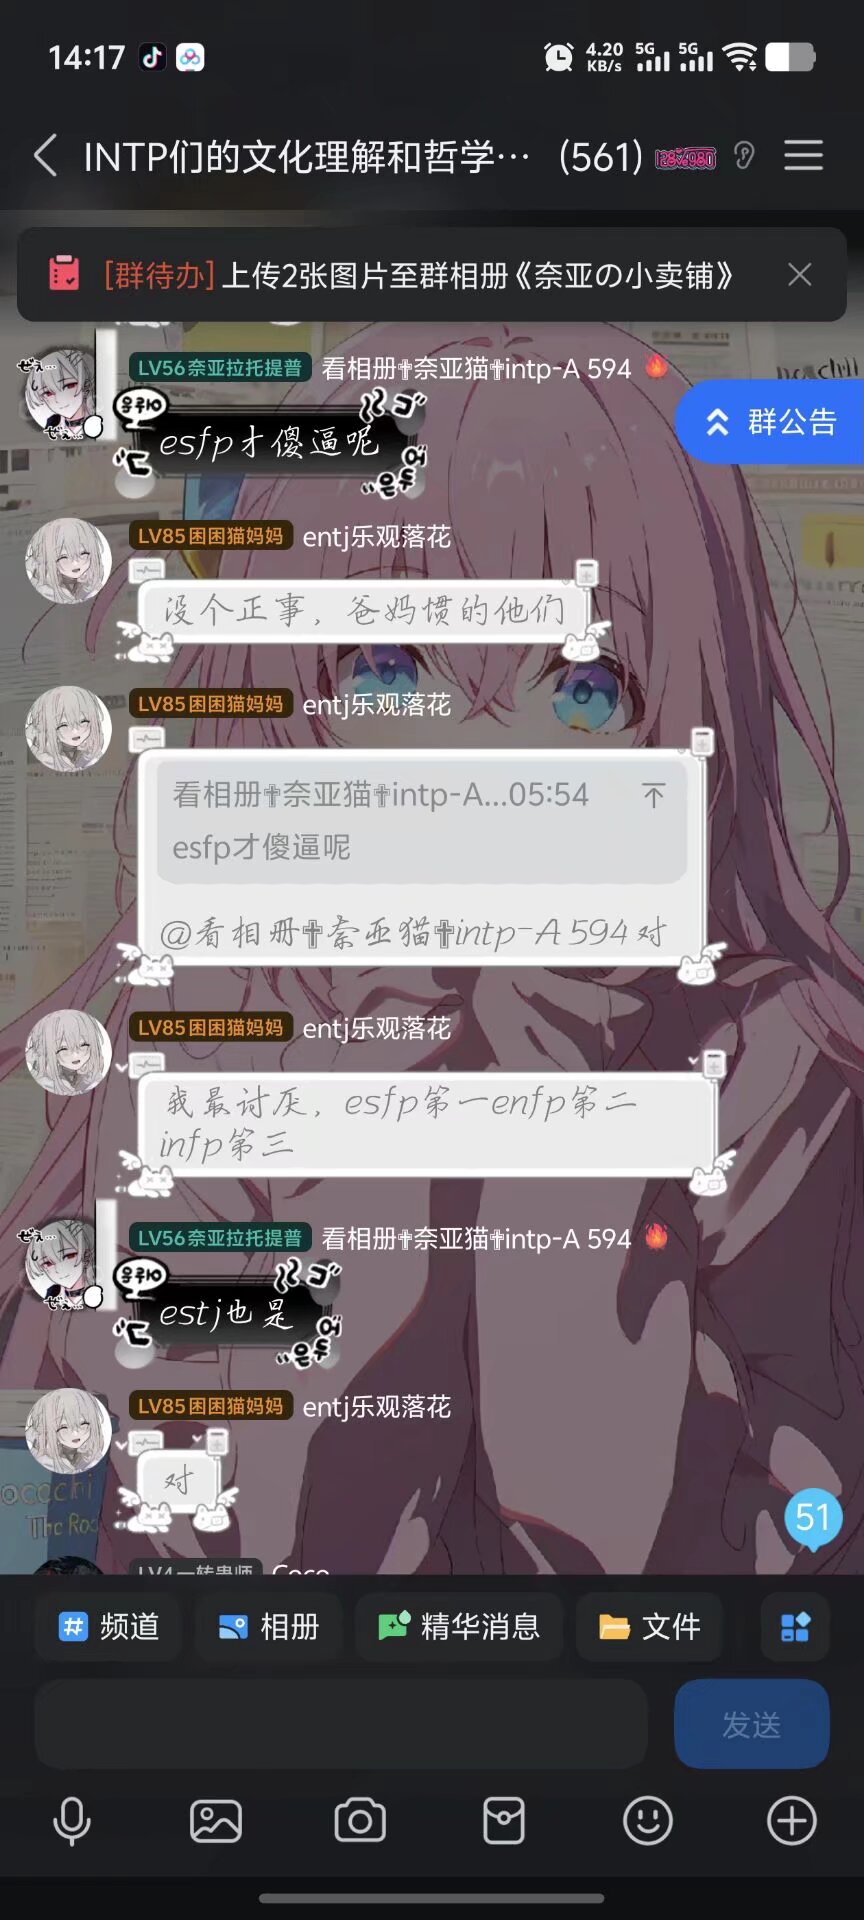 14:17
4.20 KB/s 5G 5G
INTP们的文化理解和哲学… (561)
[群待办]上传2张图片至群相册《奈亚の小卖铺》
LV56奈亚拉托提普 看相册✟奈亚猫✟intp-A 594
群公告
esfp才傻逼呢
LV85困困猫妈妈 entj乐观落花
没个正事，爸妈惯的他们
LV85困困猫妈妈 entj乐观落花
看相册✟奈亚猫✟intp-A...05:54
esfp才傻逼呢
@看相册✟奈亚猫✟intp-A 594 对
LV85困困猫妈妈 entj乐观落花
我最讨厌，esfp第一enfp第二
infp第三
LV56奈亚拉托提普 看相册✟奈亚猫✟intp-A 594
estj也是
LV85困困猫妈妈 entj乐观落花
对
The Roc
51
频道 相册 精华消息 文件
发送